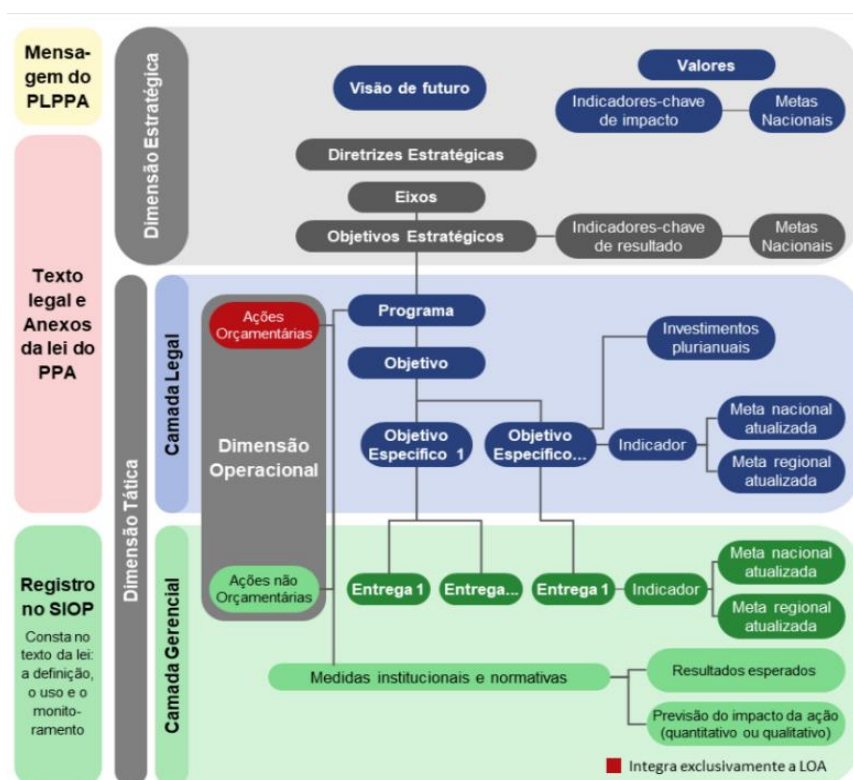 Mensa-
gem do
PLPPA
Texto
legal e
Anexos
da lei do
PPA
Registro
no SIOP
Consta no
texto da lei:
a definição,
o uso e o
monito-
ramento
Dimensão Estratégica
Visão de futuro
Valores
Indicadores-chave
de impacto
Metas
Nacionais
Diretrizes Estratégicas
Eixos
Objetivos Estratégicos
Indicadores-chave
de resultado
Metas
Nacionais
Dimensão Tática
Camada Legal
Ações
Orçamentárias
Dimensão
Operacional
Ações não
Orçamentárias
Programa
Objetivo
Investimentos
plurianuais
Objetivo
Específico 1
Objetivo
Específico...
Indicador
Meta nacional
atualizada
Meta regional
atualizada
Camada Gerencial
Entrega 1
Entrega...
Entrega 1
Indicador
Meta nacional
atualizada
Meta regional
atualizada
Medidas institucionais e normativas
Resultados esperados
Previsão do impacto da ação
(quantitativo ou qualitativo)
Integra exclusivamente a LOA